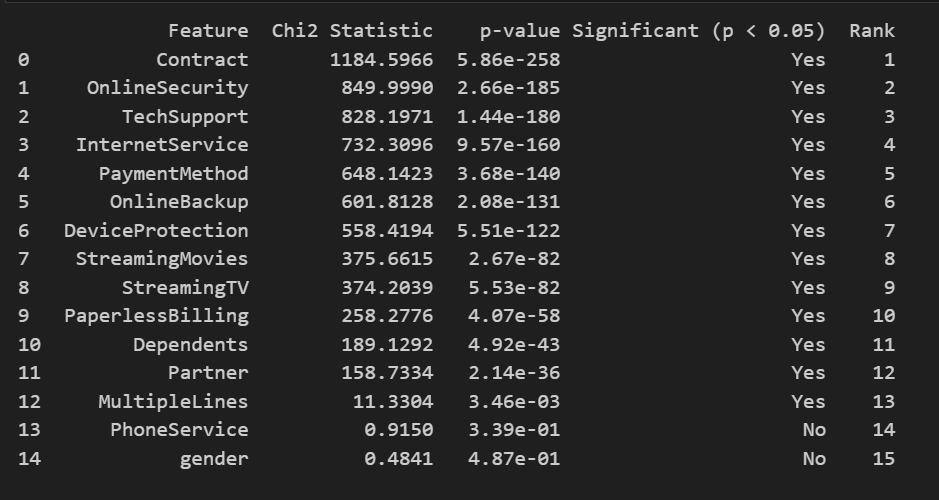 Feature Chi2 Statistic p-value Significant (p < 0.05) Rank
0 Contract 1184.5966 5.86e-258 Yes 1
1 OnlineSecurity 849.9990 2.66e-185 Yes 2
2 TechSupport 828.1971 1.44e-180 Yes 3
3 InternetService 732.3096 9.57e-160 Yes 4
4 PaymentMethod 648.1423 3.68e-140 Yes 5
5 OnlineBackup 601.8128 2.08e-131 Yes 6
6 DeviceProtection 558.4194 5.51e-122 Yes 7
7 StreamingMovies 375.6615 2.67e-82 Yes 8
8 StreamingTV 374.2039 5.53e-82 Yes 9
9 PaperlessBilling 258.2776 4.07e-58 Yes 10
10 Dependents 189.1292 4.92e-43 Yes 11
11 Partner 158.7334 2.14e-36 Yes 12
12 MultipleLines 11.3304 3.46e-03 Yes 13
13 PhoneService 0.9150 3.39e-01 No 14
14 gender 0.4841 4.87e-01 No 15